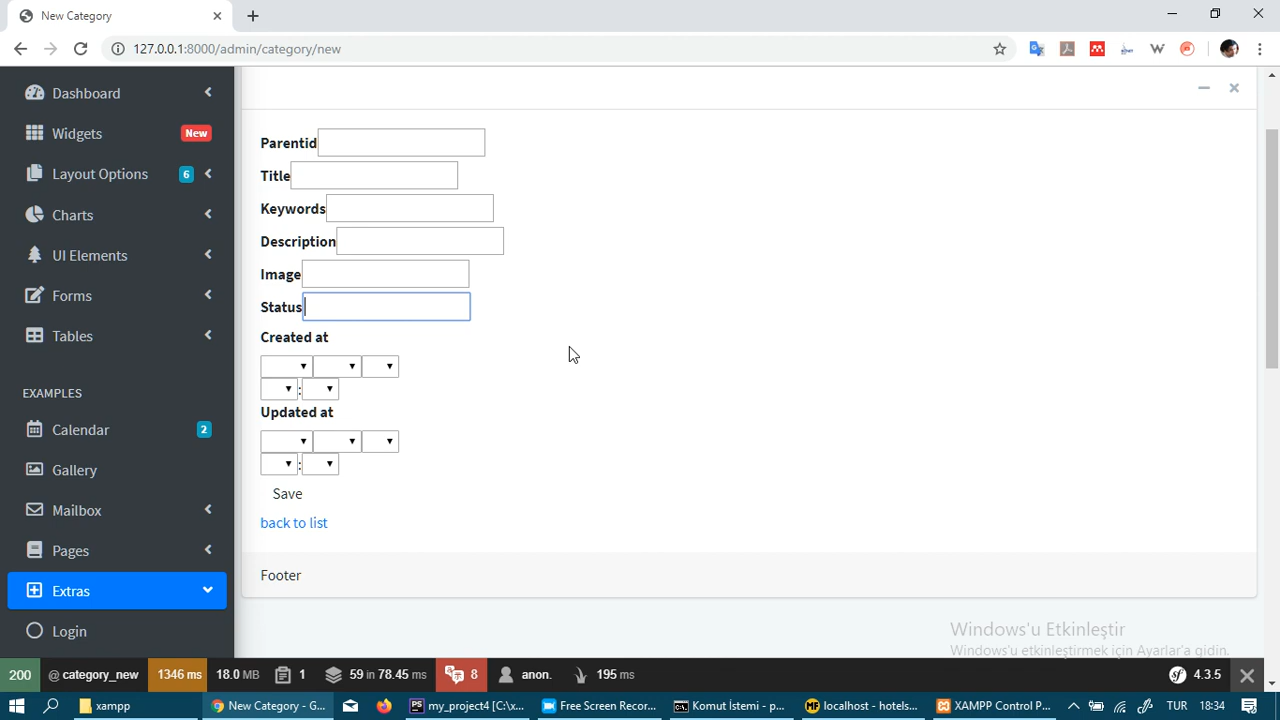 New Category
127.0.0.1:8000/admin/category/new
Dashboard
Widgets New
Layout Options 6
Charts
UI Elements
Forms
Tables
EXAMPLES
Calendar 2
Gallery
Mailbox
Pages
Extras
Login
Parentid
Title
Keywords
Description
Image
Status
Created at
:
Updated at
:
Save
back to list
Footer
Windows'u Etkinleştir
Windows'u etkinleştirmek için Ayarlar'a gidin.
200 @ category_new 1346 ms 18.0 MB 1 59 in 78.45 ms 8 anon. 195 ms 4.3.5
xampp New Category - G... my_project4 [C:\x... Free Screen Recor... Komut İstemi - p... localhost - hotels... XAMPP Control P... TUR 18:34